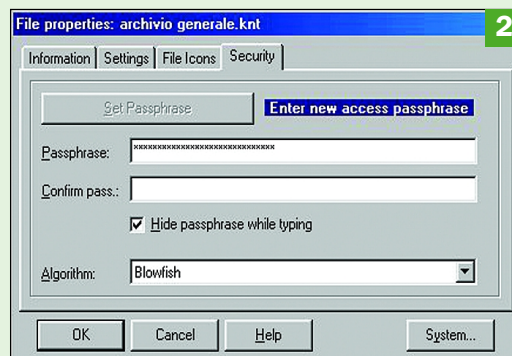 File properties: archivio generale.knt
2
Information Settings File Icons Security
Set Passphrase Enter new access passphrase
Passphrase: xxxxxxxxxxxxxxxxxxxxxxxxxxxxxx
Confirm pass.:
Hide passphrase while typing
Algorithm: Blowfish
OK Cancel Help System...